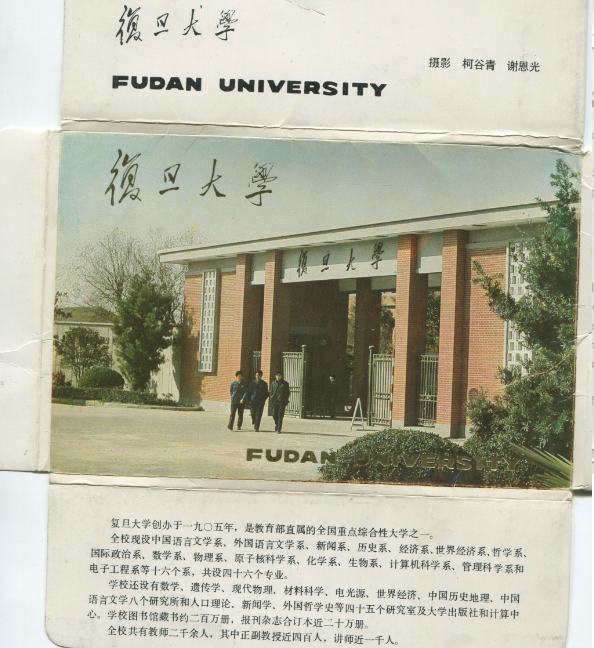 復旦大學
摄影 柯谷青 谢恩光
FUDAN UNIVERSITY
復旦大學
復旦大學
FUDAN UNIVERSITY
复旦大学创办于一九〇五年，是教育部直属的全国重点综合性大学之一。
全校现设中国语言文学系、外国语言文学系、新闻系、历史系、经济系、世界经济系、哲学系、
国际政治系、数学系、物理系、原子核科学系、化学系、生物系、计算机科学系、管理科学系和
电子工程系等十六个系，共设四十六个专业。
学校还设有数学、遗传学、现代物理、材料科学、电光源、世界经济、中国历史地理、中国
语言文学八个研究所和人口理论、新闻学、外国哲学史等四十五个研究室及大学出版社和计算中
心。学校图书馆藏书约二百万册，报刊杂志合订本近二十万册。
全校共有教师二千余人，其中正副教授近四百人，讲师近一千人。